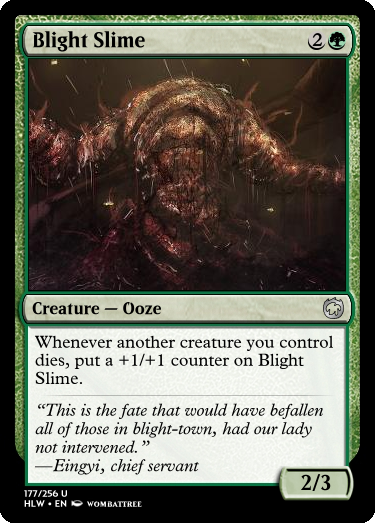 Blight Slime 2
Creature — Ooze
Whenever another creature you control
dies, put a +1/+1 counter on Blight
Slime.
“This is the fate that would have befallen
all of those in blight-town, had our lady
not intervened.”
—Eingyi, chief servant
2/3
177/256 U
HLW • EN WOMBATTREE